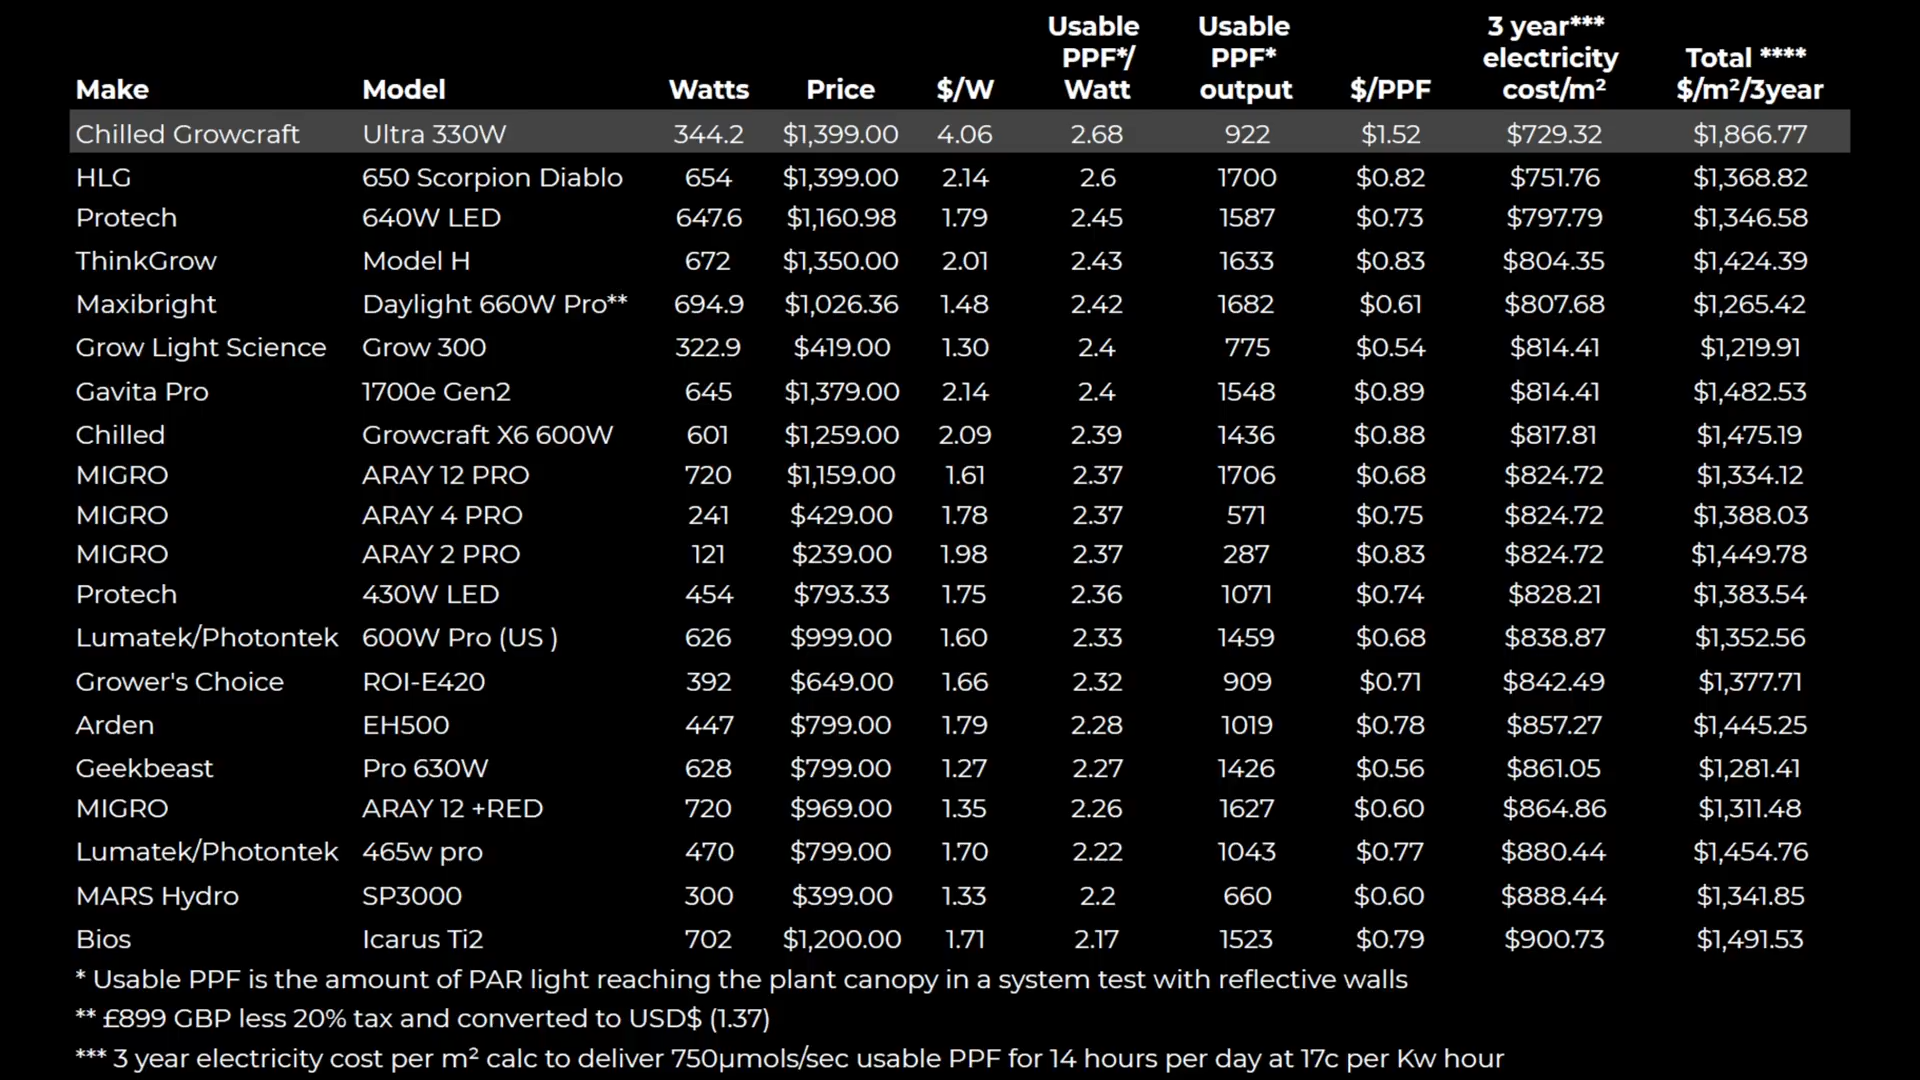 Make Model Watts Price $/W Usable PPF*/ Watt Usable PPF* output $/PPF 3 year*** electricity cost/m² Total **** $/m²/3year
Chilled Growcraft Ultra 330W 344.2 $1,399.00 4.06 2.68 922 $1.52 $729.32 $1,866.77
HLG 650 Scorpion Diablo 654 $1,399.00 2.14 2.6 1700 $0.82 $751.76 $1,368.82
Protech 640W LED 647.6 $1,160.98 1.79 2.45 1587 $0.73 $797.79 $1,346.58
ThinkGrow Model H 672 $1,350.00 2.01 2.43 1633 $0.83 $804.35 $1,424.39
Maxibright Daylight 660W Pro** 694.9 $1,026.36 1.48 2.42 1682 $0.61 $807.68 $1,265.42
Grow Light Science Grow 300 322.9 $419.00 1.30 2.4 775 $0.54 $814.41 $1,219.91
Gavita Pro 1700e Gen2 645 $1,379.00 2.14 2.4 1548 $0.89 $814.41 $1,482.53
Chilled Growcraft X6 600W 601 $1,259.00 2.09 2.39 1436 $0.88 $817.81 $1,475.19
MIGRO ARAY 12 PRO 720 $1,159.00 1.61 2.37 1706 $0.68 $824.72 $1,334.12
MIGRO ARAY 4 PRO 241 $429.00 1.78 2.37 571 $0.75 $824.72 $1,388.03
MIGRO ARAY 2 PRO 121 $239.00 1.98 2.37 287 $0.83 $824.72 $1,449.78
Protech 430W LED 454 $793.33 1.75 2.36 1071 $0.74 $828.21 $1,383.54
Lumatek/Photontek 600W Pro (US ) 626 $999.00 1.60 2.33 1459 $0.68 $838.87 $1,352.56
Grower's Choice ROI-E420 392 $649.00 1.66 2.32 909 $0.71 $842.49 $1,377.71
Arden EH500 447 $799.00 1.79 2.28 1019 $0.78 $857.27 $1,445.25
Geekbeast Pro 630W 628 $799.00 1.27 2.27 1426 $0.56 $861.05 $1,281.41
MIGRO ARAY 12 +RED 720 $969.00 1.35 2.26 1627 $0.60 $864.86 $1,311.48
Lumatek/Photontek 465w pro 470 $799.00 1.70 2.22 1043 $0.77 $880.44 $1,454.76
MARS Hydro SP3000 300 $399.00 1.33 2.2 660 $0.60 $888.44 $1,341.85
Bios Icarus Ti2 702 $1,200.00 1.71 2.17 1523 $0.79 $900.73 $1,491.53
* Usable PPF is the amount of PAR light reaching the plant canopy in a system test with reflective walls
** £899 GBP less 20% tax and converted to USD$ (1.37)
*** 3 year electricity cost per m² calc to deliver 750µmols/sec usable PPF for 14 hours per day at 17c per Kw hour